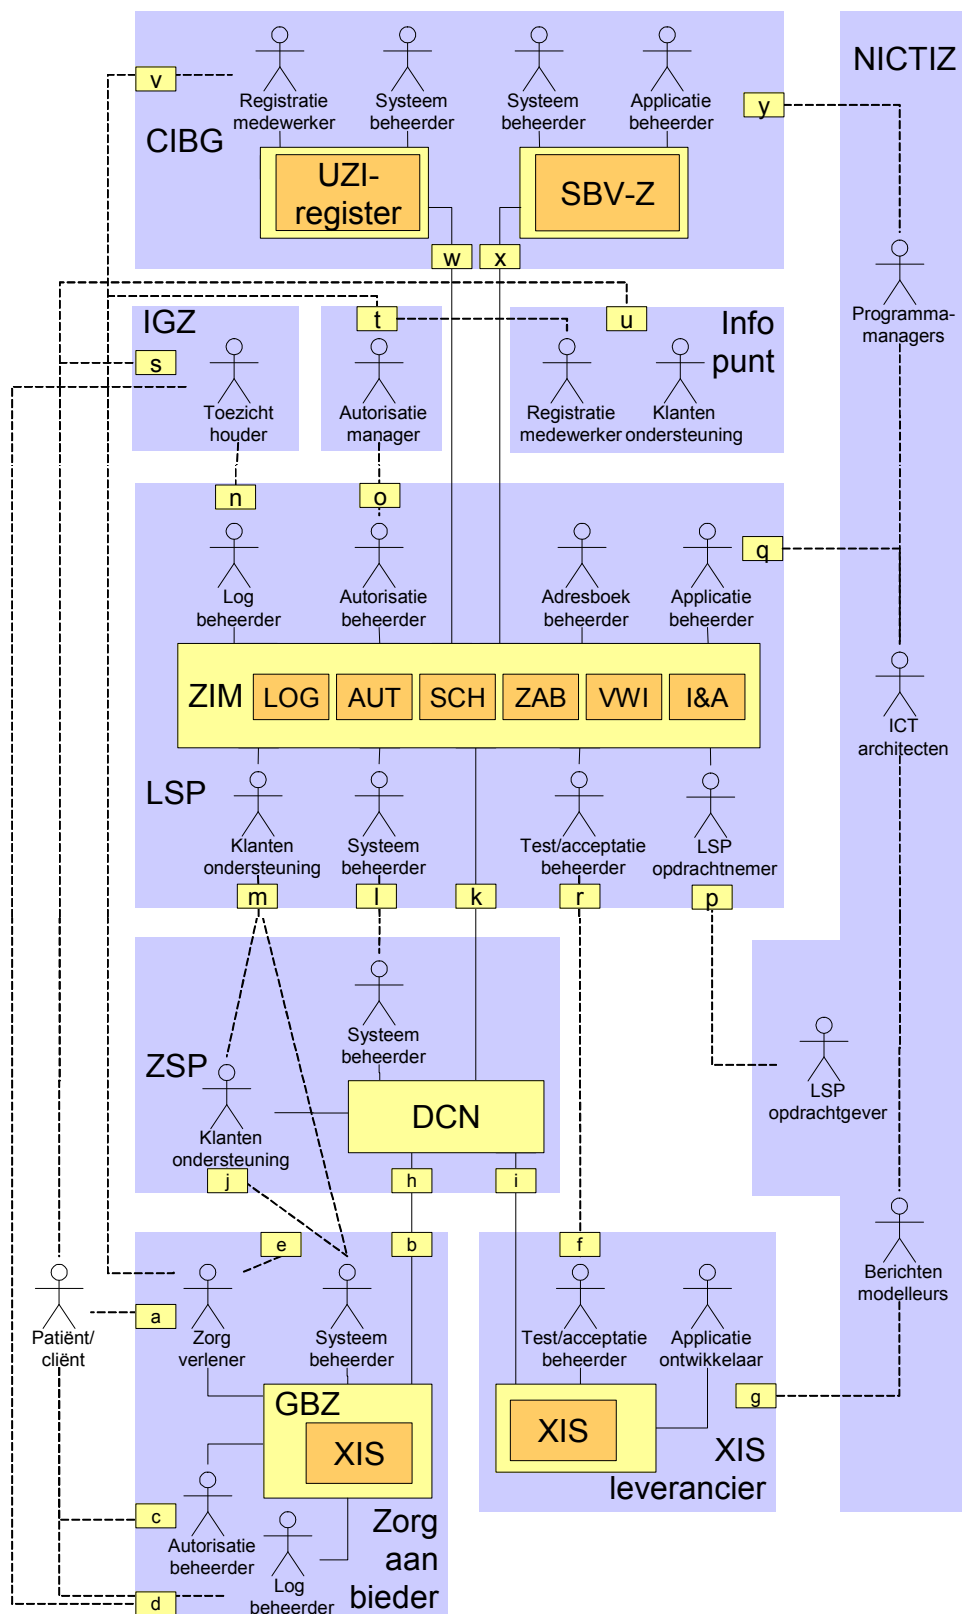 NICTIZ
v
Registratie
medewerker
Systeem
beheerder
Systeem
beheerder
Applicatie
beheerder
y
CIBG
UZI-
register
SBV-Z
w
x
Programma-
managers
IGZ
t
u
Info
punt
s
Toezicht
houder
Autorisatie
manager
Registratie
medewerker
Klanten
ondersteuning
n
o
q
Log
beheerder
Autorisatie
beheerder
Adresboek
beheerder
Applicatie
beheerder
ZIM
LOG
AUT
SCH
ZAB
VWI
I&A
ICT
architecten
LSP
Klanten
ondersteuning
Systeem
beheerder
Test/acceptatie
beheerder
LSP
opdrachtnemer
m
l
k
r
p
Systeem
beheerder
ZSP
DCN
LSP
opdrachtgever
Klanten
ondersteuning
j
h
i
e
b
f
Berichten
modelleurs
a
Patiënt/
cliënt
Zorg
verlener
Systeem
beheerder
Test/acceptatie
beheerder
Applicatie
ontwikkelaar
g
GBZ
XIS
XIS
XIS
leverancier
c
Autorisatie
beheerder
Zorg
aan
bieder
d
Log
beheerder